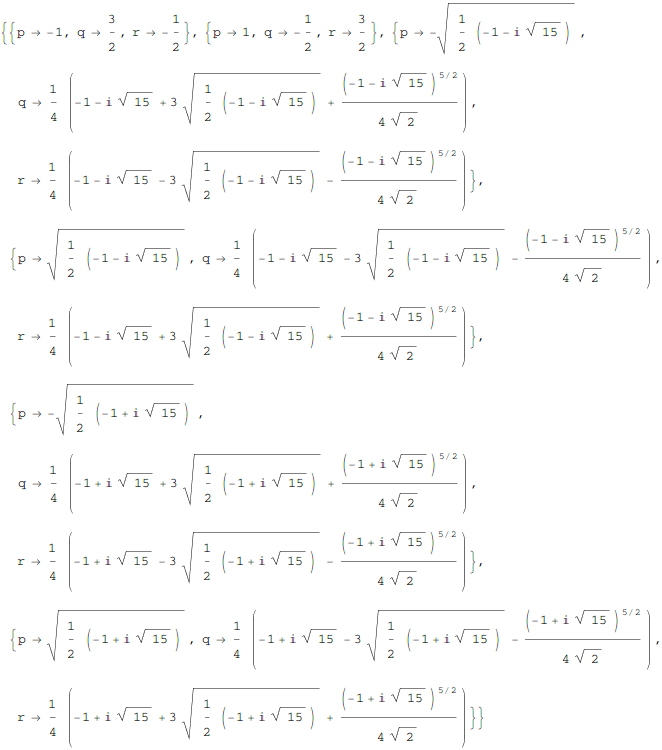 {{p → -1, q → 3/2, r → -1/2}, {p → 1, q → -1/2, r → 3/2}, {p → -√(1/2 (-1 - i √15)),
q → 1/4 (-1 - i √15 + 3 √(1/2 (-1 - i √15)) + (-1 - i √15)^(5/2)/(4 √2)),
r → 1/4 (-1 - i √15 - 3 √(1/2 (-1 - i √15)) - (-1 - i √15)^(5/2)/(4 √2))},
{p → √(1/2 (-1 - i √15)), q → 1/4 (-1 - i √15 - 3 √(1/2 (-1 - i √15)) - (-1 - i √15)^(5/2)/(4 √2)),
r → 1/4 (-1 - i √15 + 3 √(1/2 (-1 - i √15)) + (-1 - i √15)^(5/2)/(4 √2))},
{p → -√(1/2 (-1 + i √15)),
q → 1/4 (-1 + i √15 + 3 √(1/2 (-1 + i √15)) + (-1 + i √15)^(5/2)/(4 √2)),
r → 1/4 (-1 + i √15 - 3 √(1/2 (-1 + i √15)) - (-1 + i √15)^(5/2)/(4 √2))},
{p → √(1/2 (-1 + i √15)), q → 1/4 (-1 + i √15 - 3 √(1/2 (-1 + i √15)) - (-1 + i √15)^(5/2)/(4 √2)),
r → 1/4 (-1 + i √15 + 3 √(1/2 (-1 + i √15)) + (-1 + i √15)^(5/2)/(4 √2))}}